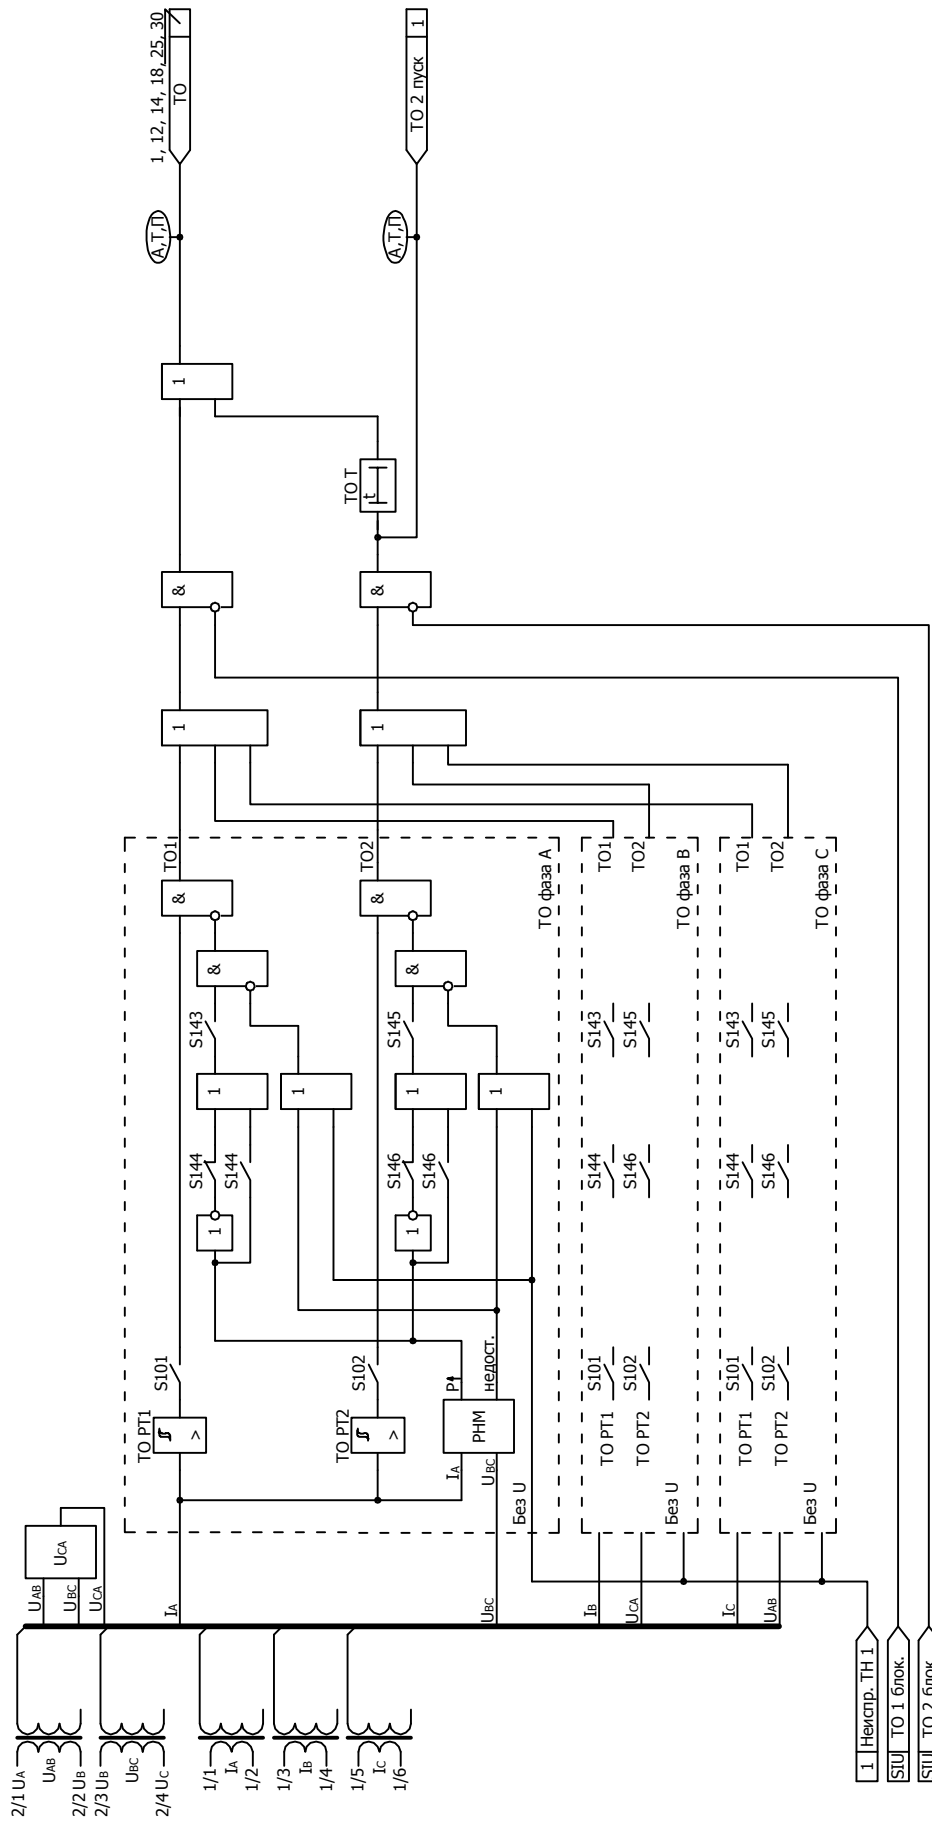 2/1 UA
UAB
2/2 UB
2/3 UB
UBC
2/4 UC
1/1
IA
1/2
1/3
IB
1/4
1/5
IC
1/6
UAB
UBC
UCA
UCA
IA
UBC
IB
UCA
IC
UAB
1 Неиспр. ТН 1
SIU ТО 1 блок.
SIU ТО 2 блок.
ТО РТ1
>
S101
ТО РТ2
>
S102
IA
UBC
РНМ
P
недост.
Без U
1
S144
S144
1
S143
1
&
&
ТО1
1
S146
S146
1
S145
1
&
&
ТО2
ТО фаза А
Без U
ТО РТ1
ТО РТ2
S101
S102
S144
S146
S143
S145
ТО1
ТО2
ТО фаза В
Без U
ТО РТ1
ТО РТ2
S101
S102
S144
S146
S143
S145
ТО1
ТО2
ТО фаза С
1
1
&
&
ТО Т
t
1
А,Т,П
А,Т,П
1, 12, 14, 18, 25, 30
ТО
ТО 2 пуск 1